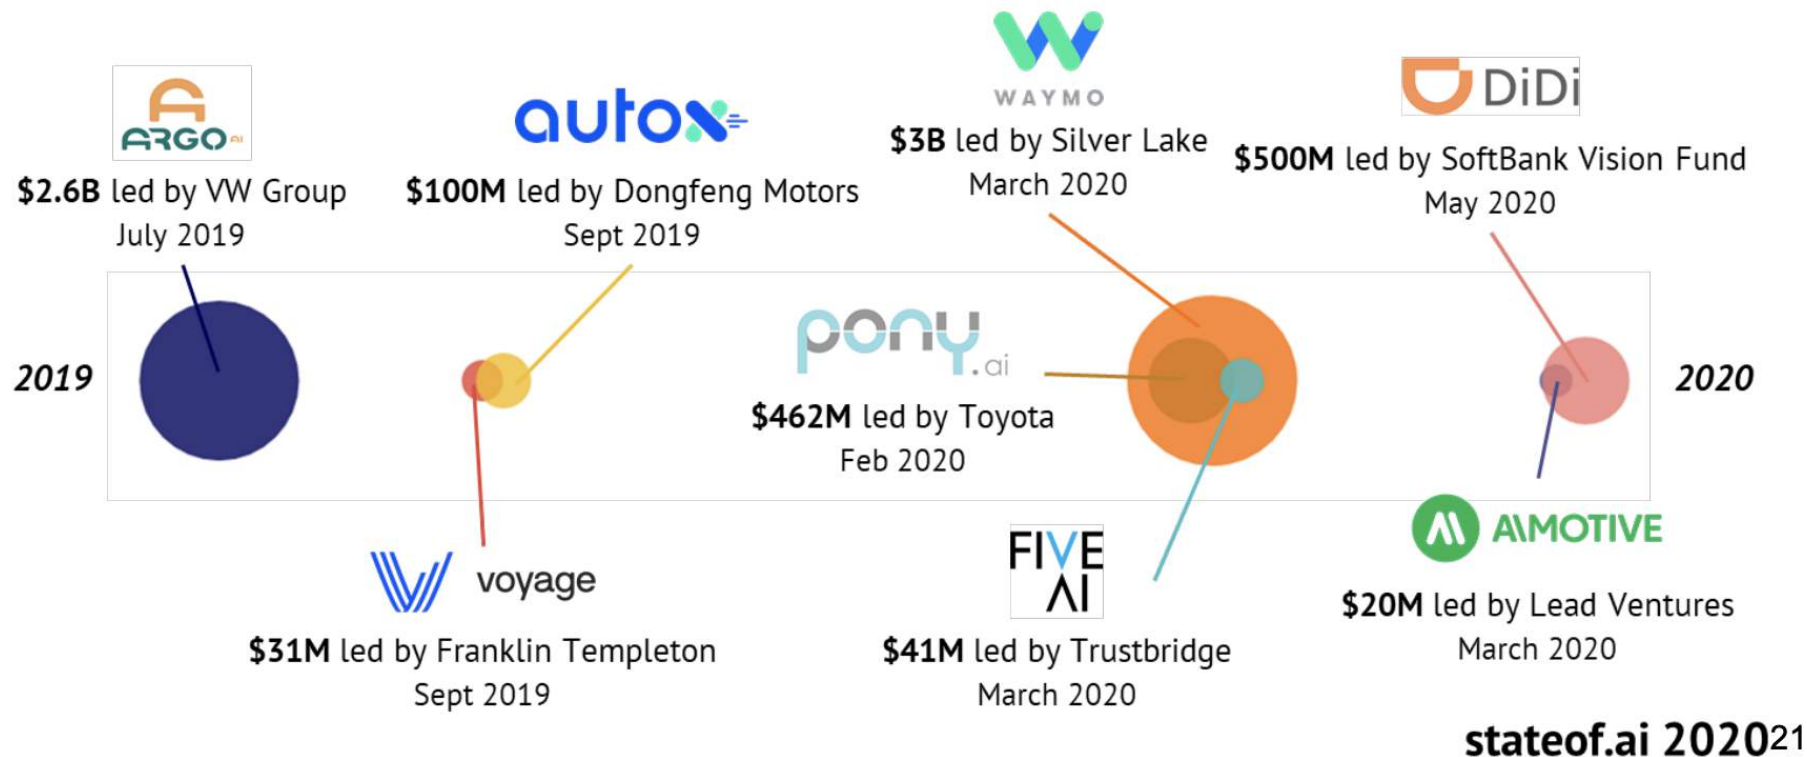 ARGO AI
$2.6B led by VW Group
July 2019
autox
$100M led by Dongfeng Motors
Sept 2019
WAYMO
$3B led by Silver Lake
March 2020
DiDi
$500M led by SoftBank Vision Fund
May 2020
2019
pony.ai
$462M led by Toyota
Feb 2020
2020
voyage
$31M led by Franklin Templeton
Sept 2019
FIVE
AI
$41M led by Trustbridge
March 2020
AIMOTIVE
$20M led by Lead Ventures
March 2020
stateof.ai 2020
21